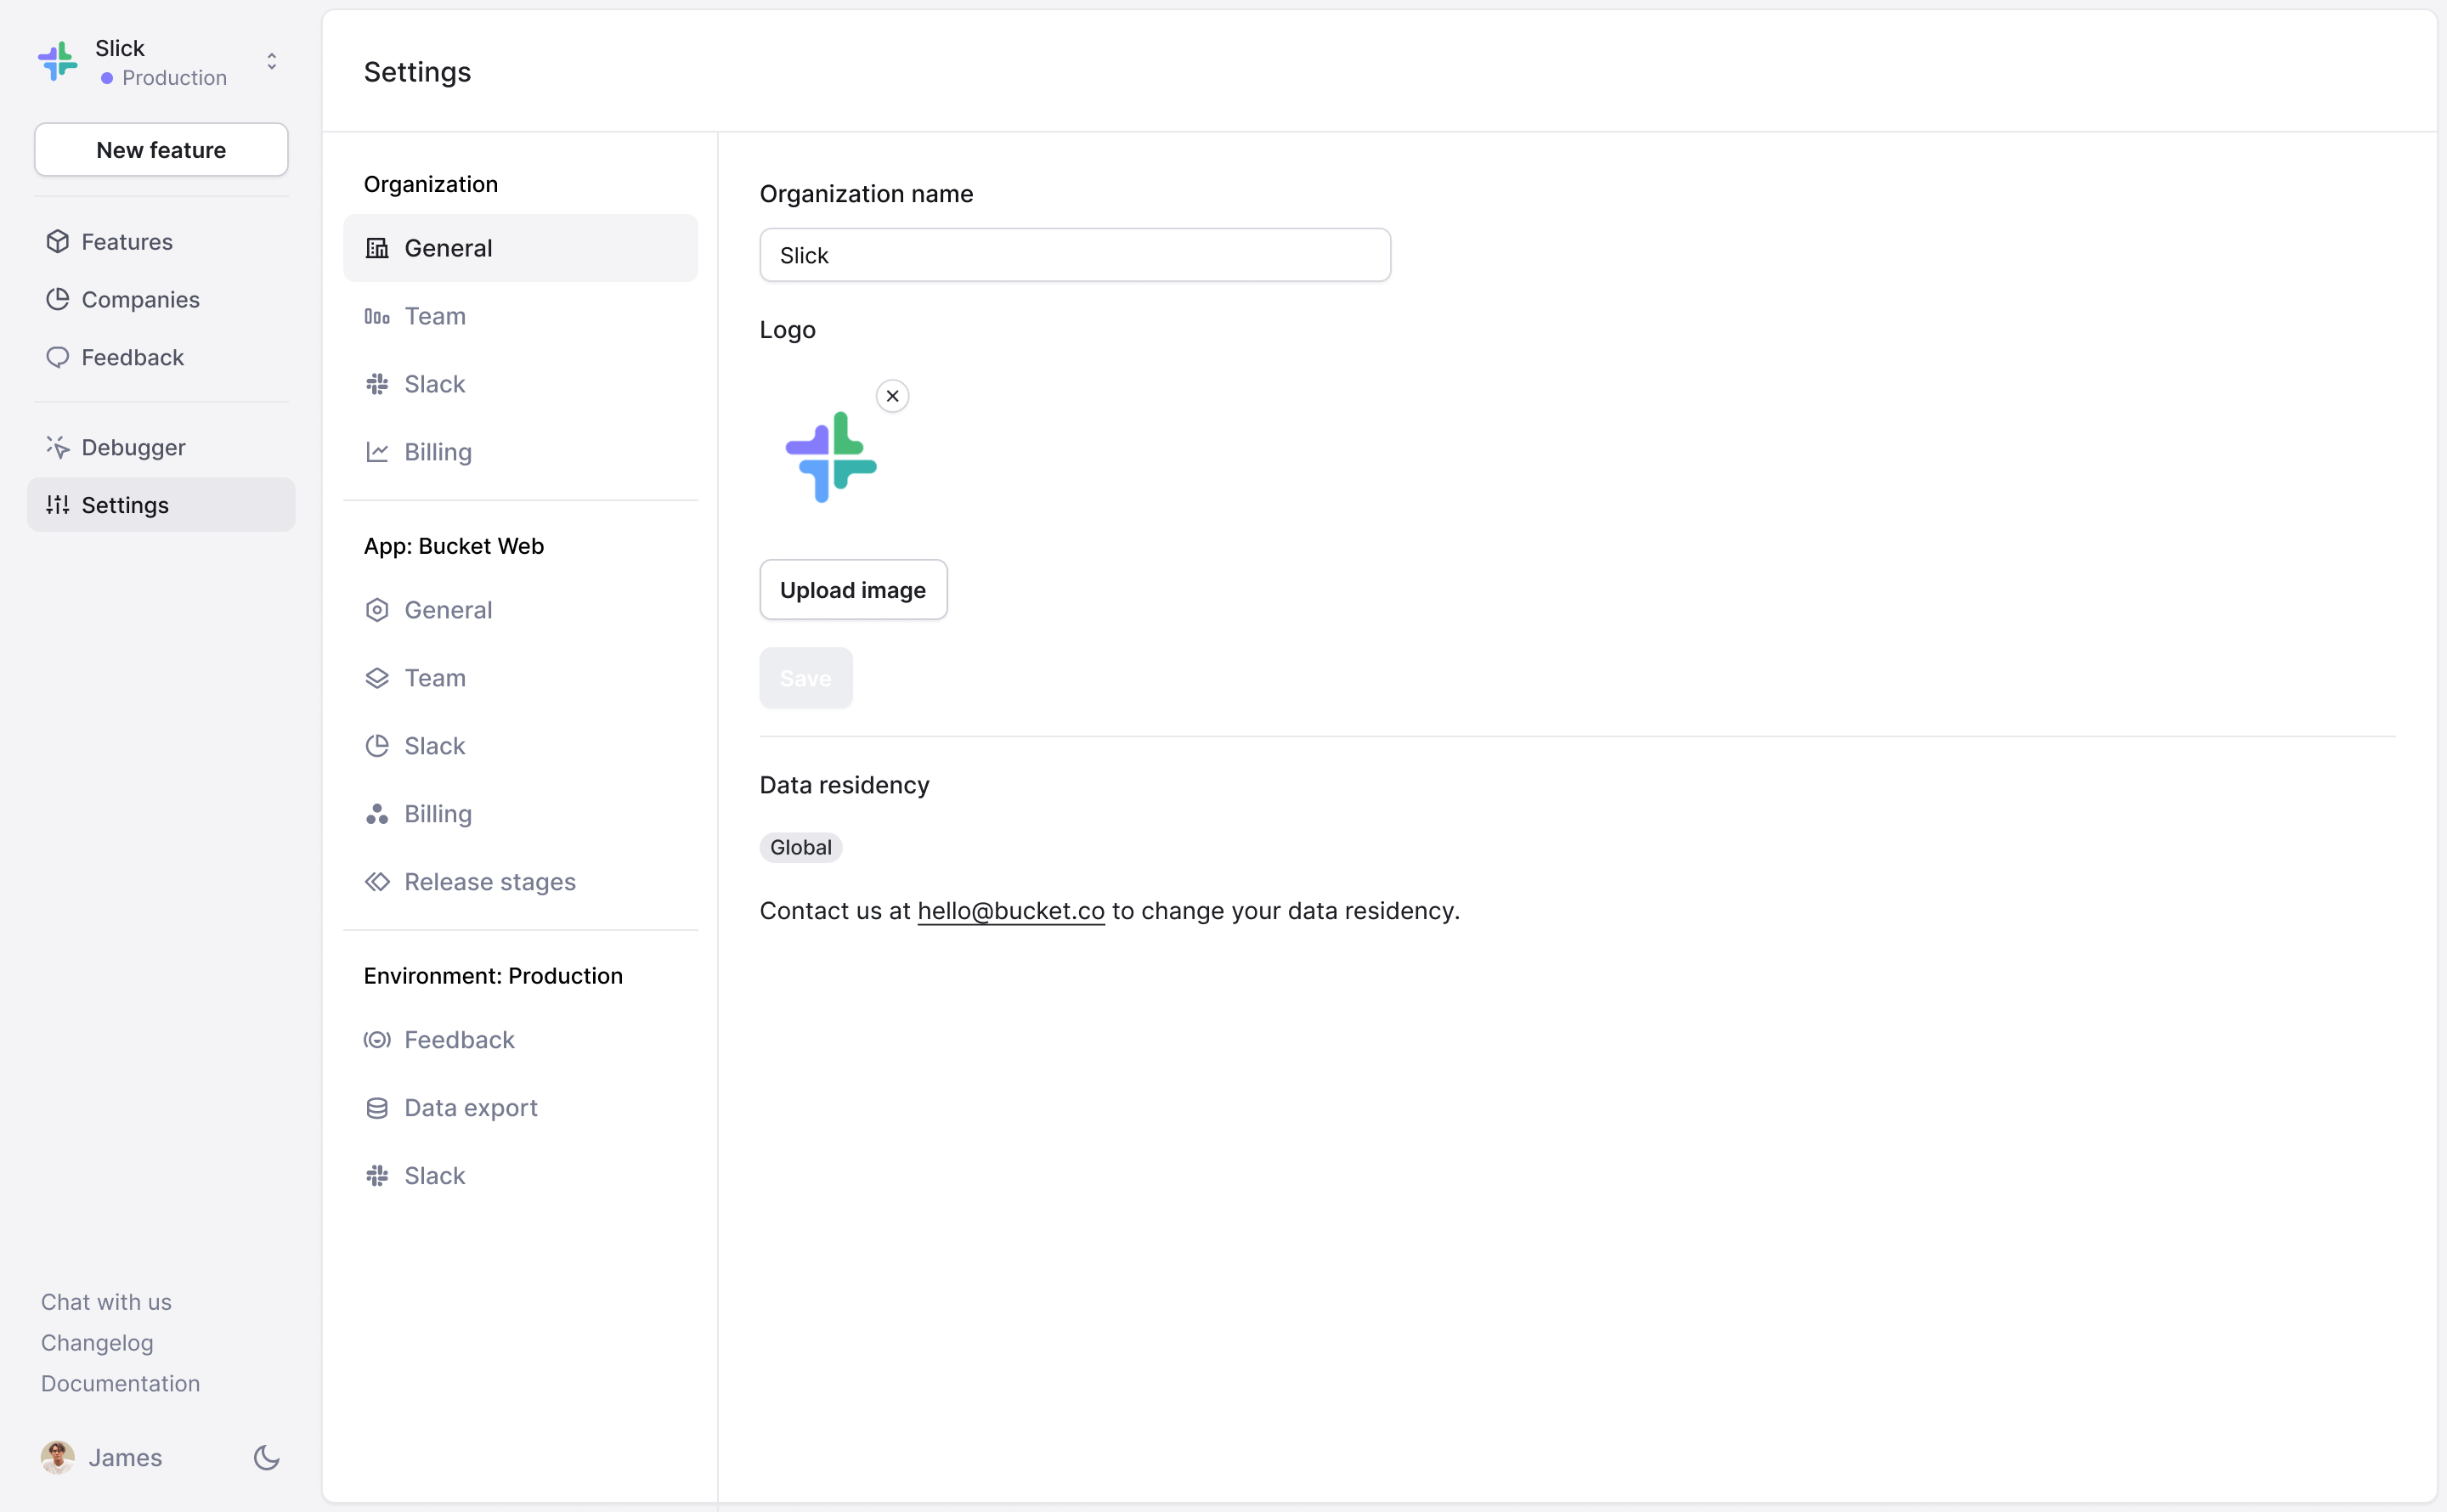 Slick
Production
New feature
Features
Companies
Feedback
Debugger
Settings
Chat with us
Changelog
Documentation
James
Settings
Organization
General
Team
Slack
Billing
App: Bucket Web
General
Team
Slack
Billing
Release stages
Environment: Production
Feedback
Data export
Slack
Organization name
Slick
Logo
Upload image
Save
Data residency
Global
Contact us at hello@bucket.co to change your data residency.